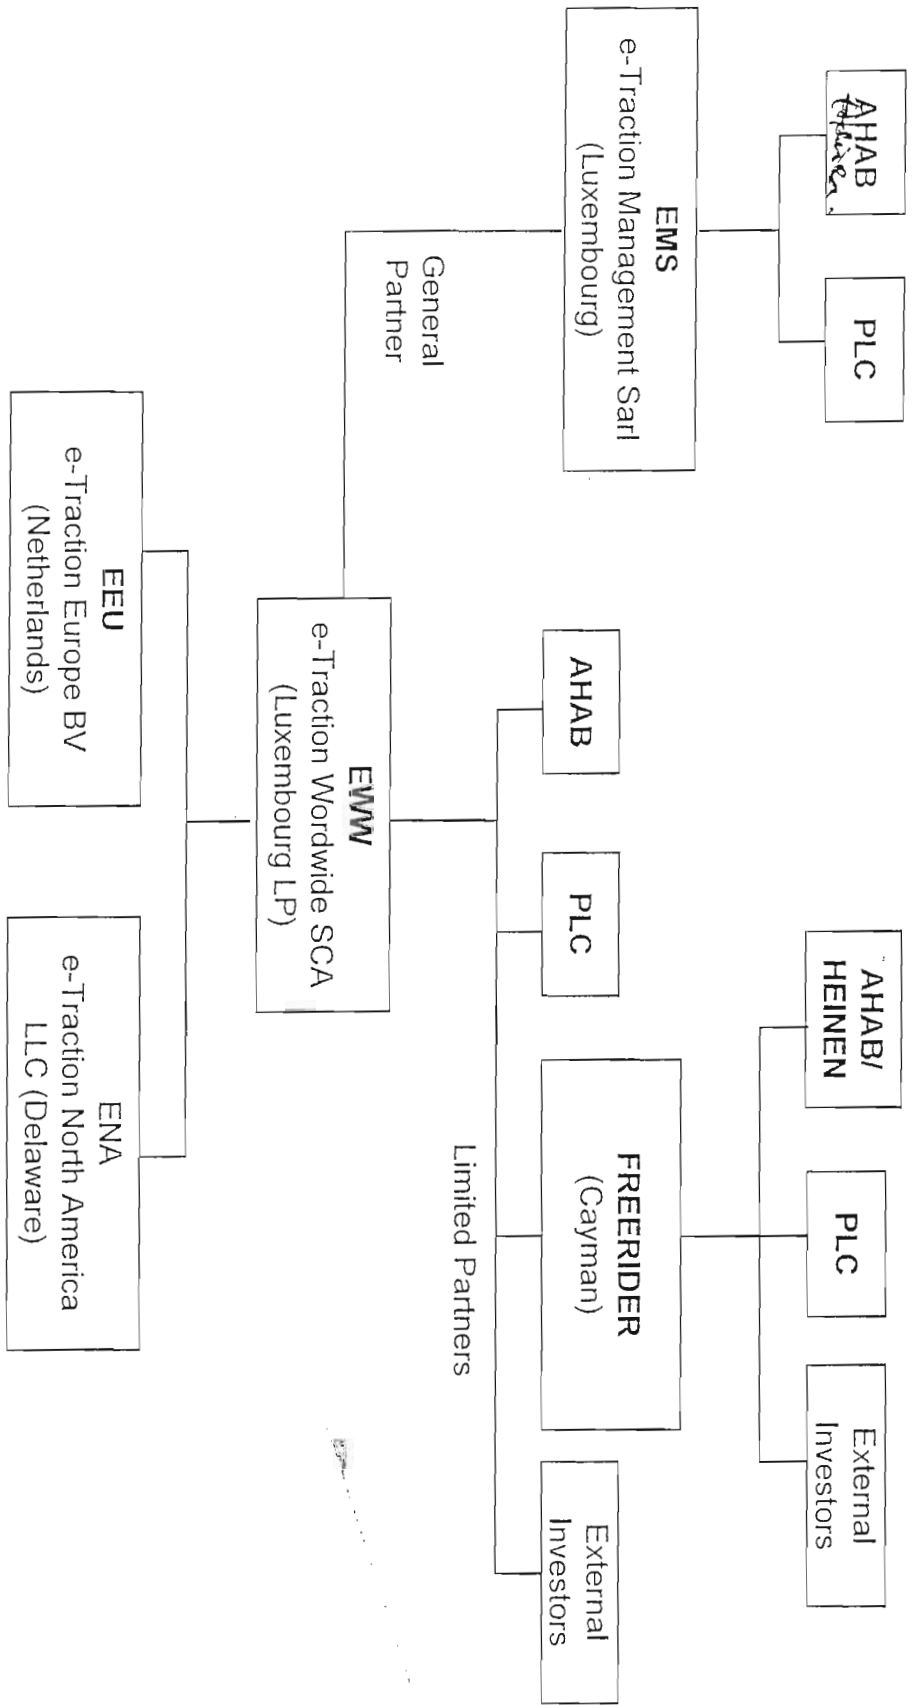 AHAB
PLC
AHAB/
HEINEN
PLC
External
Investors
EMS
e-Traction Management Sarl
(Luxembourg)
AHAB
PLC
FREERIDER
(Cayman)
External
Investors
General
Partner
Limited Partners
EWW
e-Traction Wordwide SCA
(Luxembourg LP)
EEU
e-Traction Europe BV
(Netherlands)
ENA
e-Traction North America
LLC (Delaware)